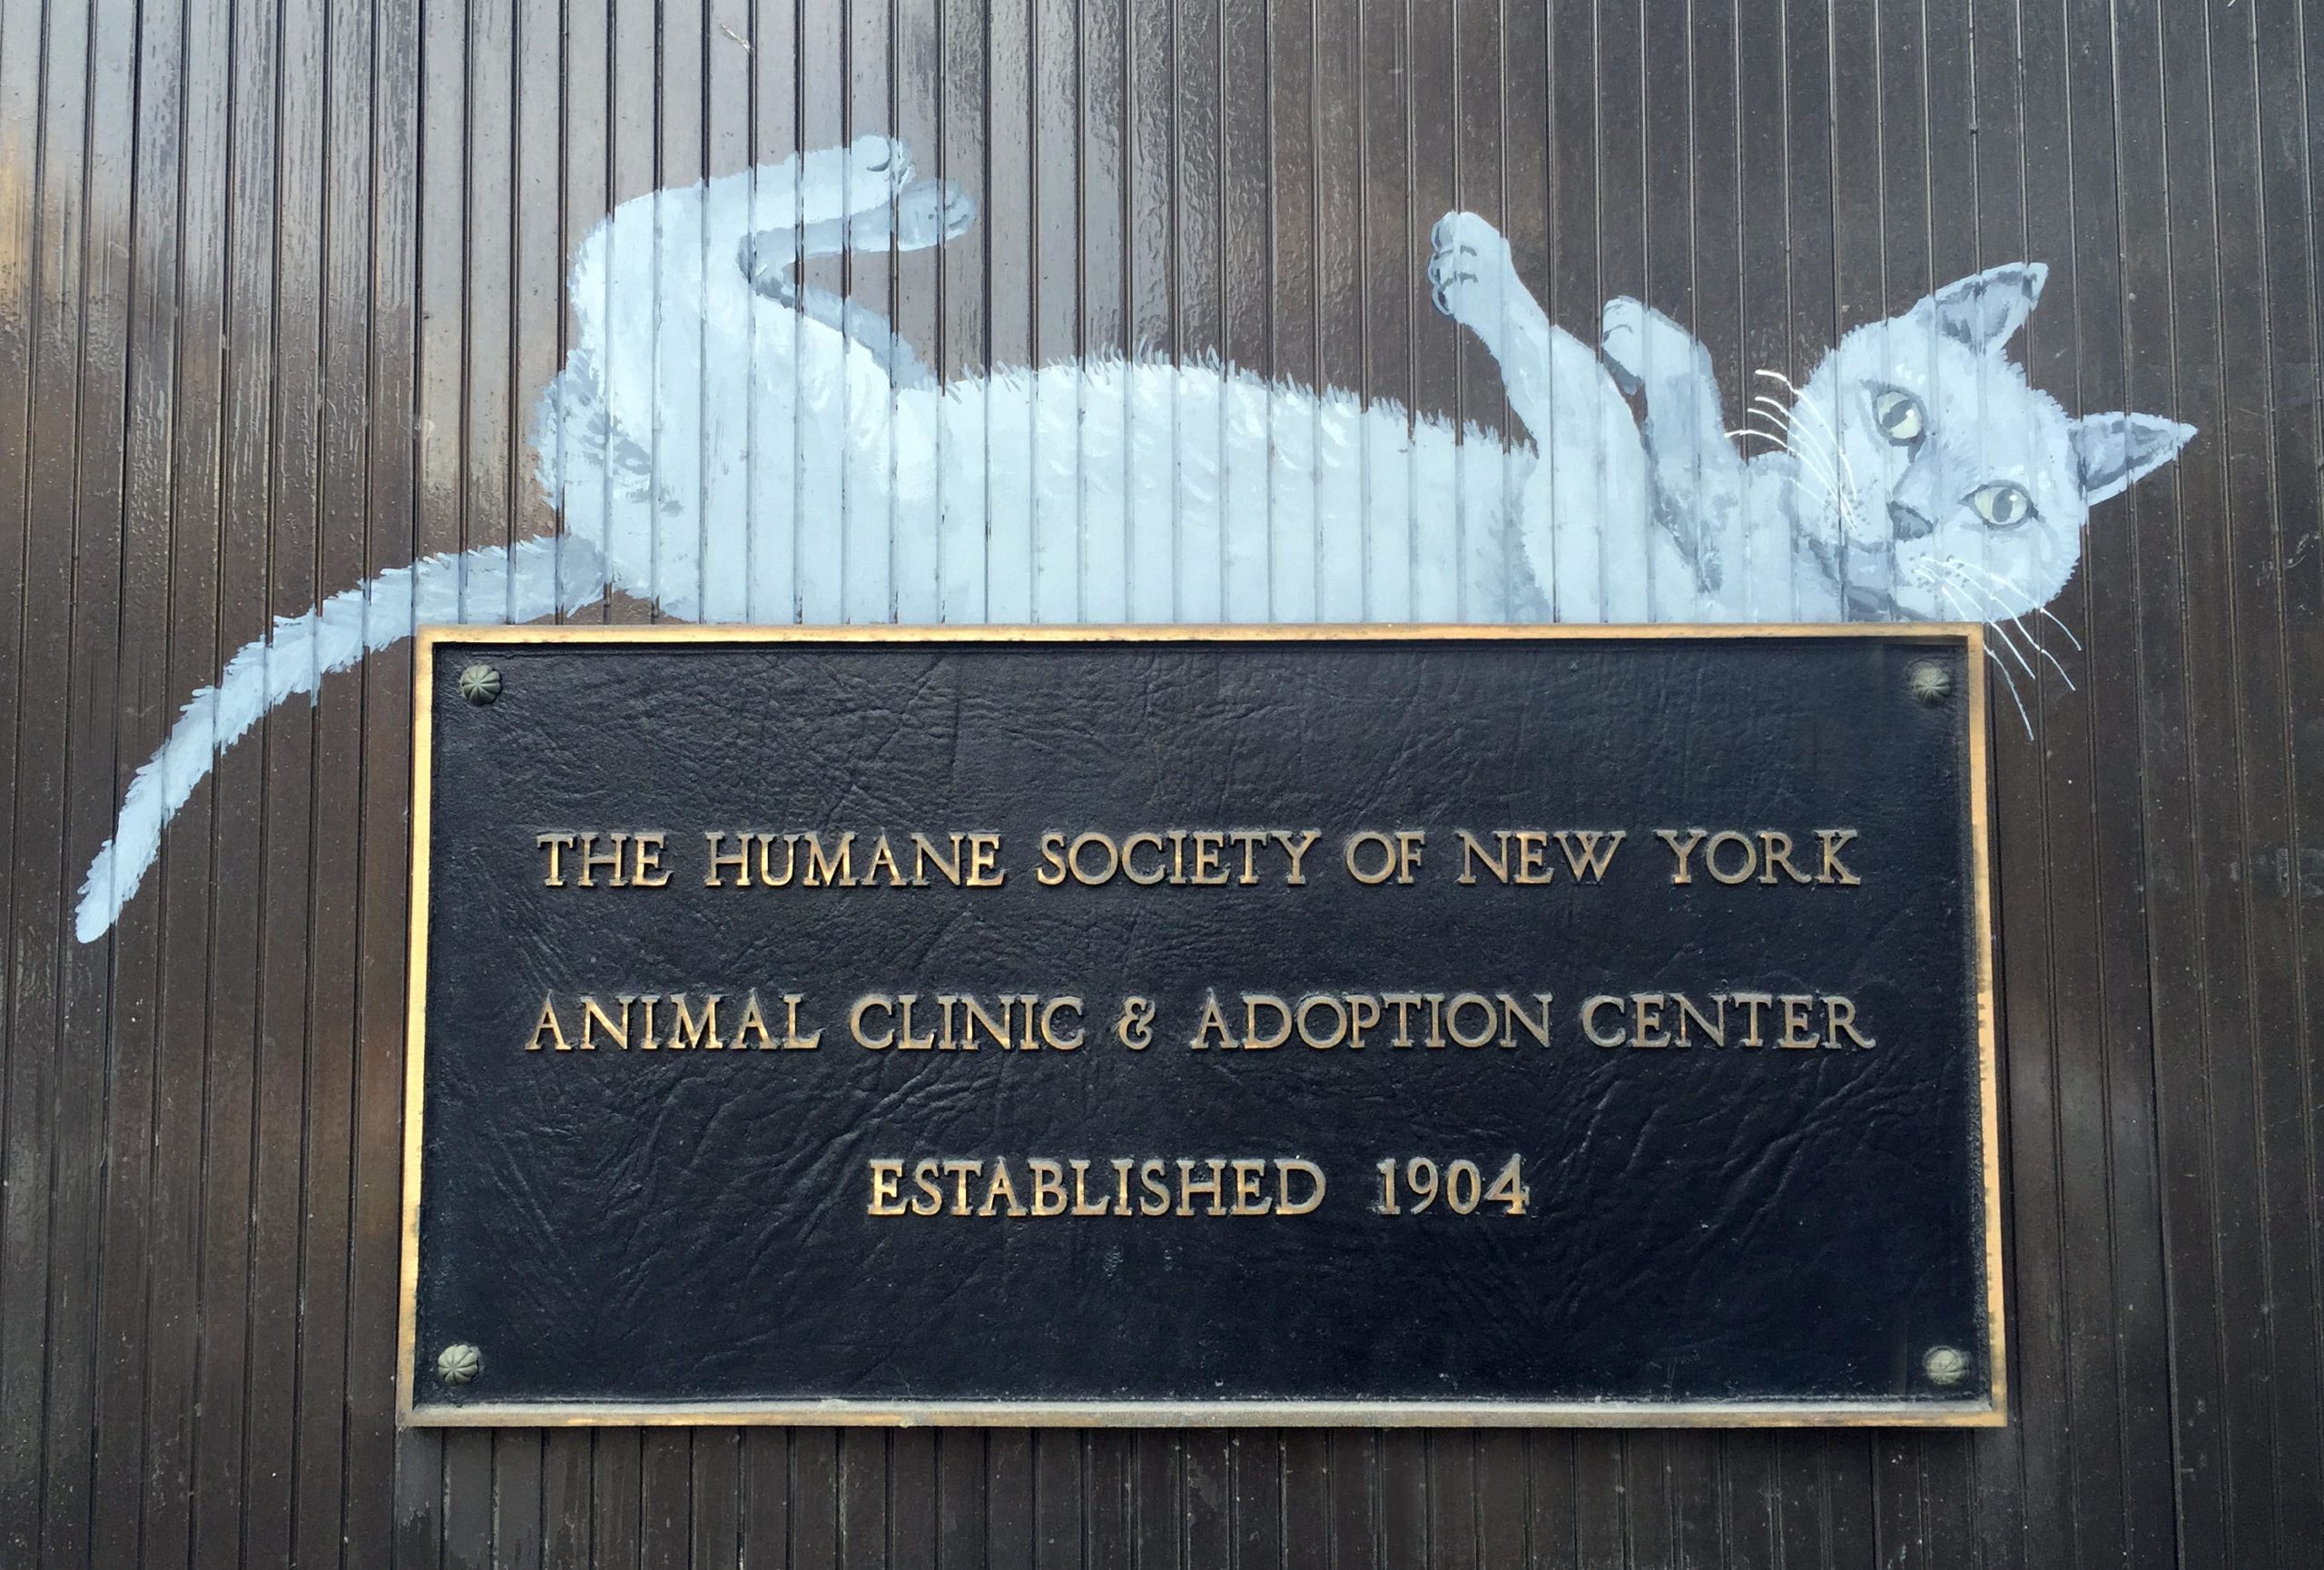 THE HUMANE SOCIETY OF NEW YORK
ANIMAL CLINIC & ADOPTION CENTER
ESTABLISHED 1904